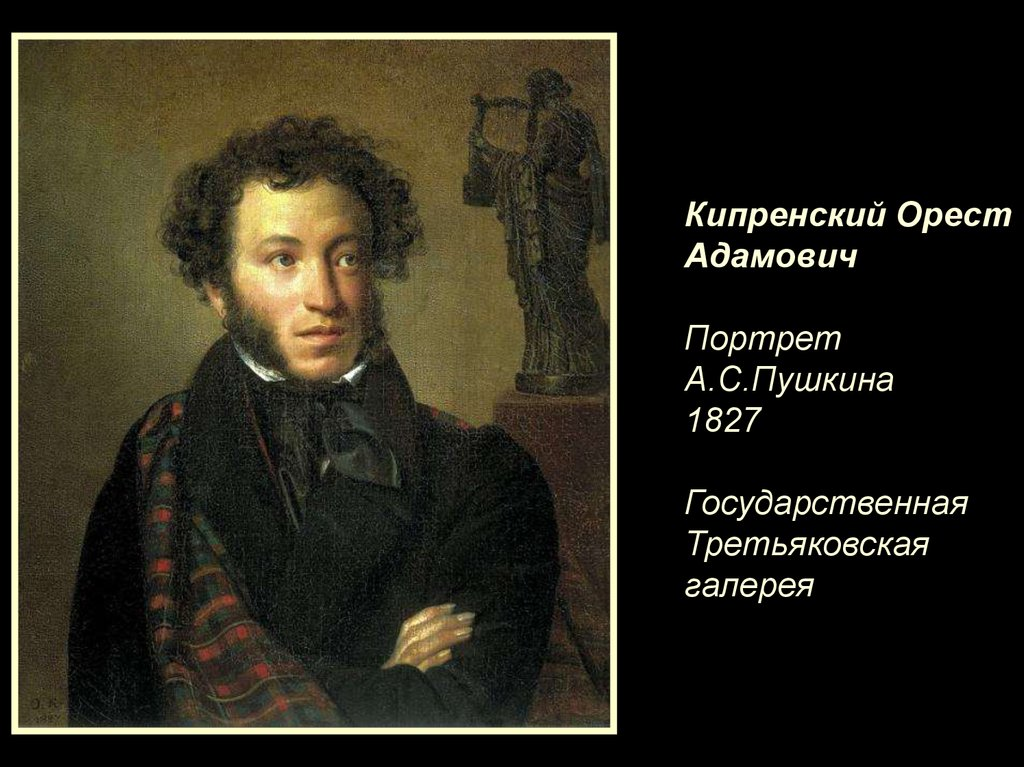 Кипренский Орест
Адамович
Портрет
А.С.Пушкина
1827
Государственная
Третьяковская
галерея